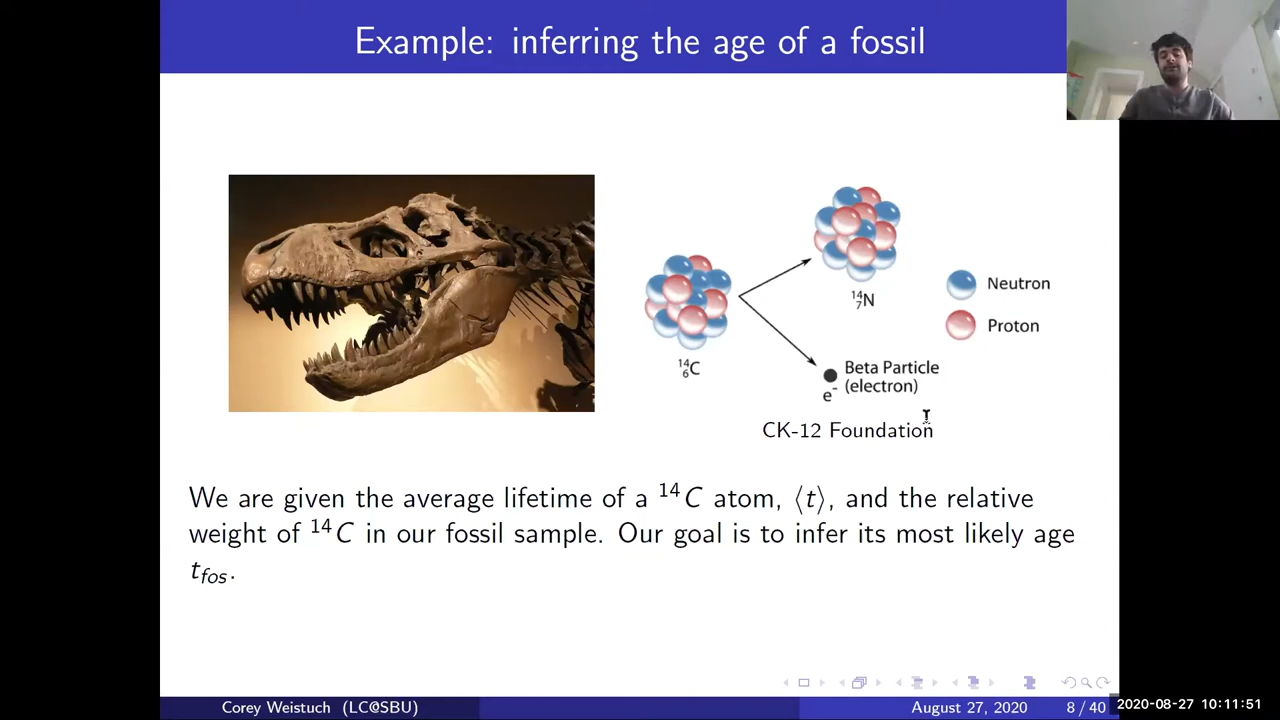 Example: inferring the age of a fossil
¹⁴₇N
Neutron
Proton
¹⁴₆C
Beta Particle
(electron)
e⁻
CK-12 Foundation
We are given the average lifetime of a ¹⁴C atom, ⟨t⟩, and the relative
weight of ¹⁴C in our fossil sample. Our goal is to infer its most likely age
t_fos.
Corey Weistuch (LC@SBU)
August 27, 2020
8 / 40
2020-08-27 10:11:51